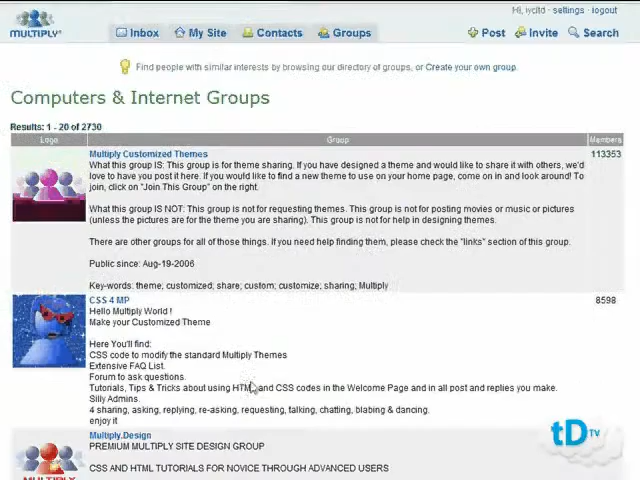 Hi, lycltd · settings · logout
MULTIPLY
Inbox My Site Contacts Groups Post Invite Search
Find people with similar interests by browsing our directory of groups, or Create your own group.
Computers & Internet Groups
Results: 1 - 20 of 2730
Logo Group Members
Multiply Customized Themes 113353
What this group IS: This group is for theme sharing. If you have designed a theme and would like to share it with others, we'd
love to have you post it here. If you would like to find a new theme to use on your home page, come on in and look around! To
join, click on "Join This Group" on the right.
What this group IS NOT: This group is not for requesting themes. This group is not for posting movies or music or pictures
(unless the pictures are for the theme you are sharing). This group is not for help in designing themes.
There are other groups for all of those things. If you need help finding them, please check the "links" section of this group.
Public since: Aug-19-2006
Key-words: theme; customized; share; custom; customize; sharing; Multiply
CSS 4 MP 8598
Hello Multiply World !
Make your Customized Theme
Here You'll find:
CSS code to modify the standard Multiply Themes
Extensive FAQ List.
Forum to ask questions.
Tutorials, Tips & Tricks about using HTML and CSS codes in the Welcome Page and in all post and replies you make.
Silly Admins.
4 sharing, asking, replying, re-asking, requesting, talking, chatting, blabing & dancing.
enjoy it
Multiply.Design
PREMIUM MULTIPLY SITE DESIGN GROUP
CSS AND HTML TUTORIALS FOR NOVICE THROUGH ADVANCED USERS
MULTIPLY
tD TV